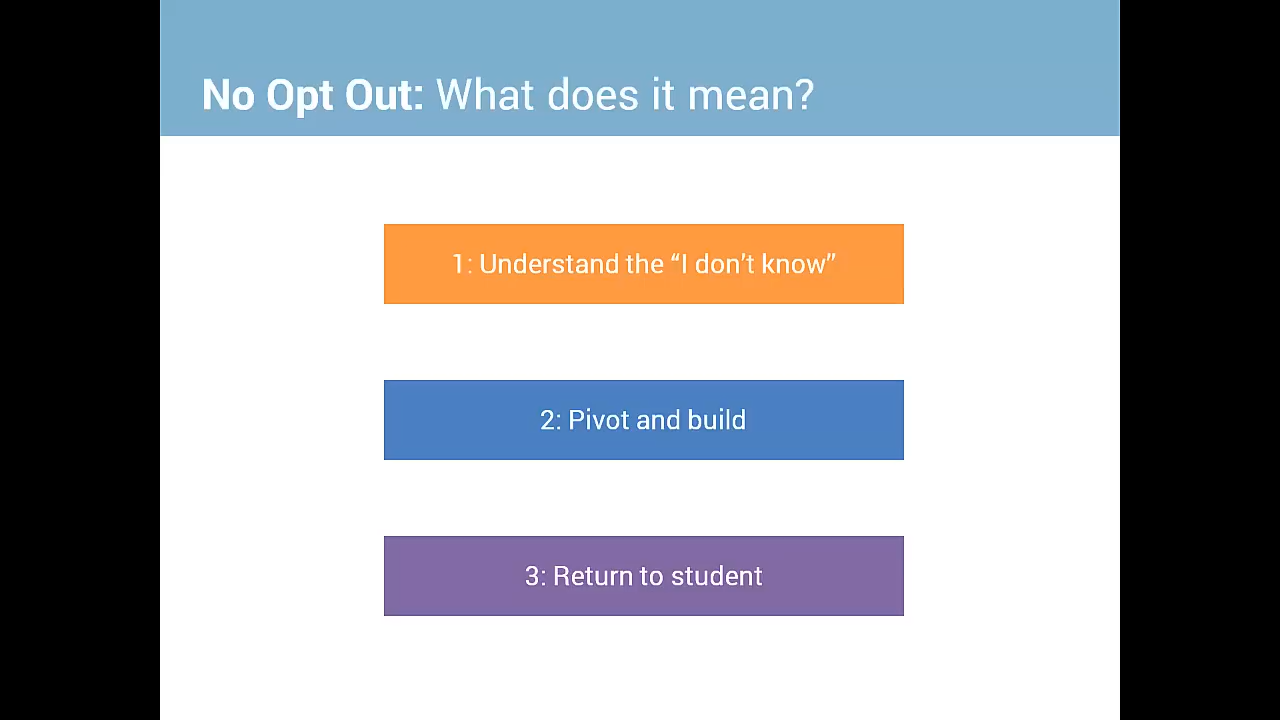 No Opt Out: What does it mean?
1: Understand the “I don’t know”
2: Pivot and build
3: Return to student